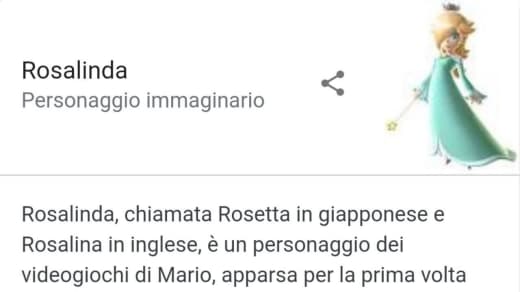 Rosalinda
Personaggio immaginario
Rosalinda, chiamata Rosetta in giapponese e
Rosalina in inglese, è un personaggio dei
videogiochi di Mario, apparsa per la prima volta